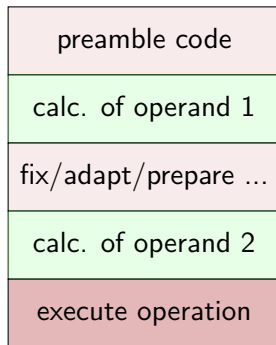 preamble code
calc. of operand 1
fix/adapt/prepare ...
calc. of operand 2
execute operation